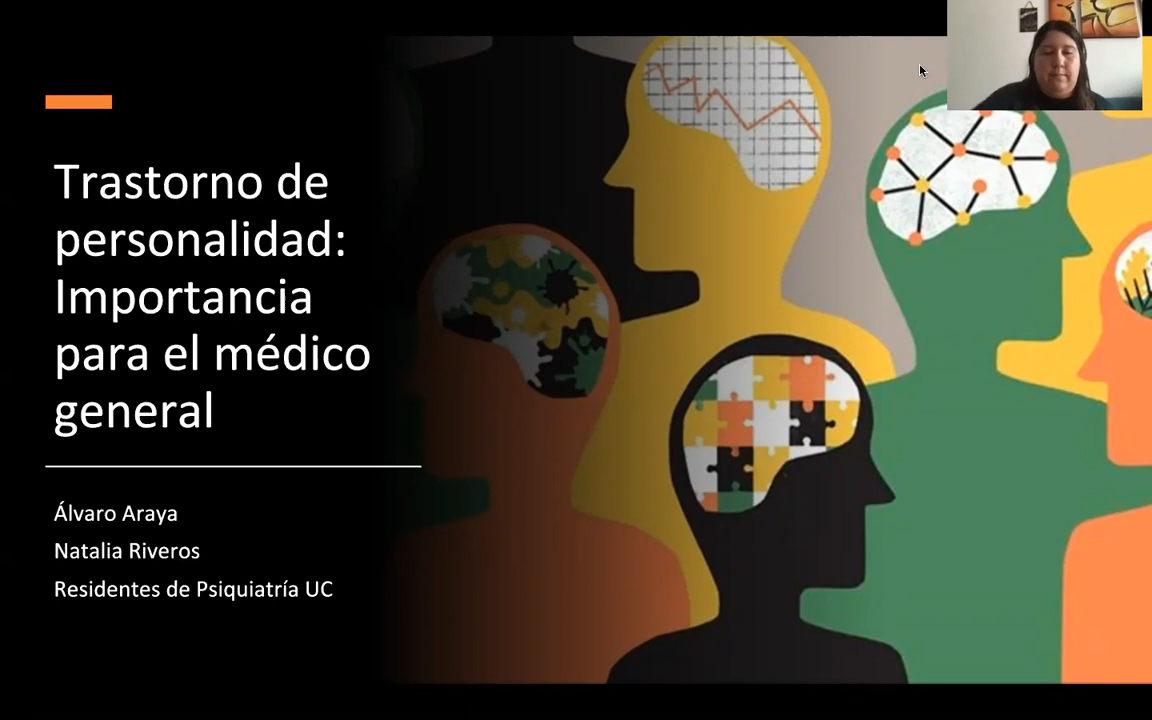 Trastorno de
personalidad:
Importancia
para el médico
general
Álvaro Araya
Natalia Riveros
Residentes de Psiquiatría UC